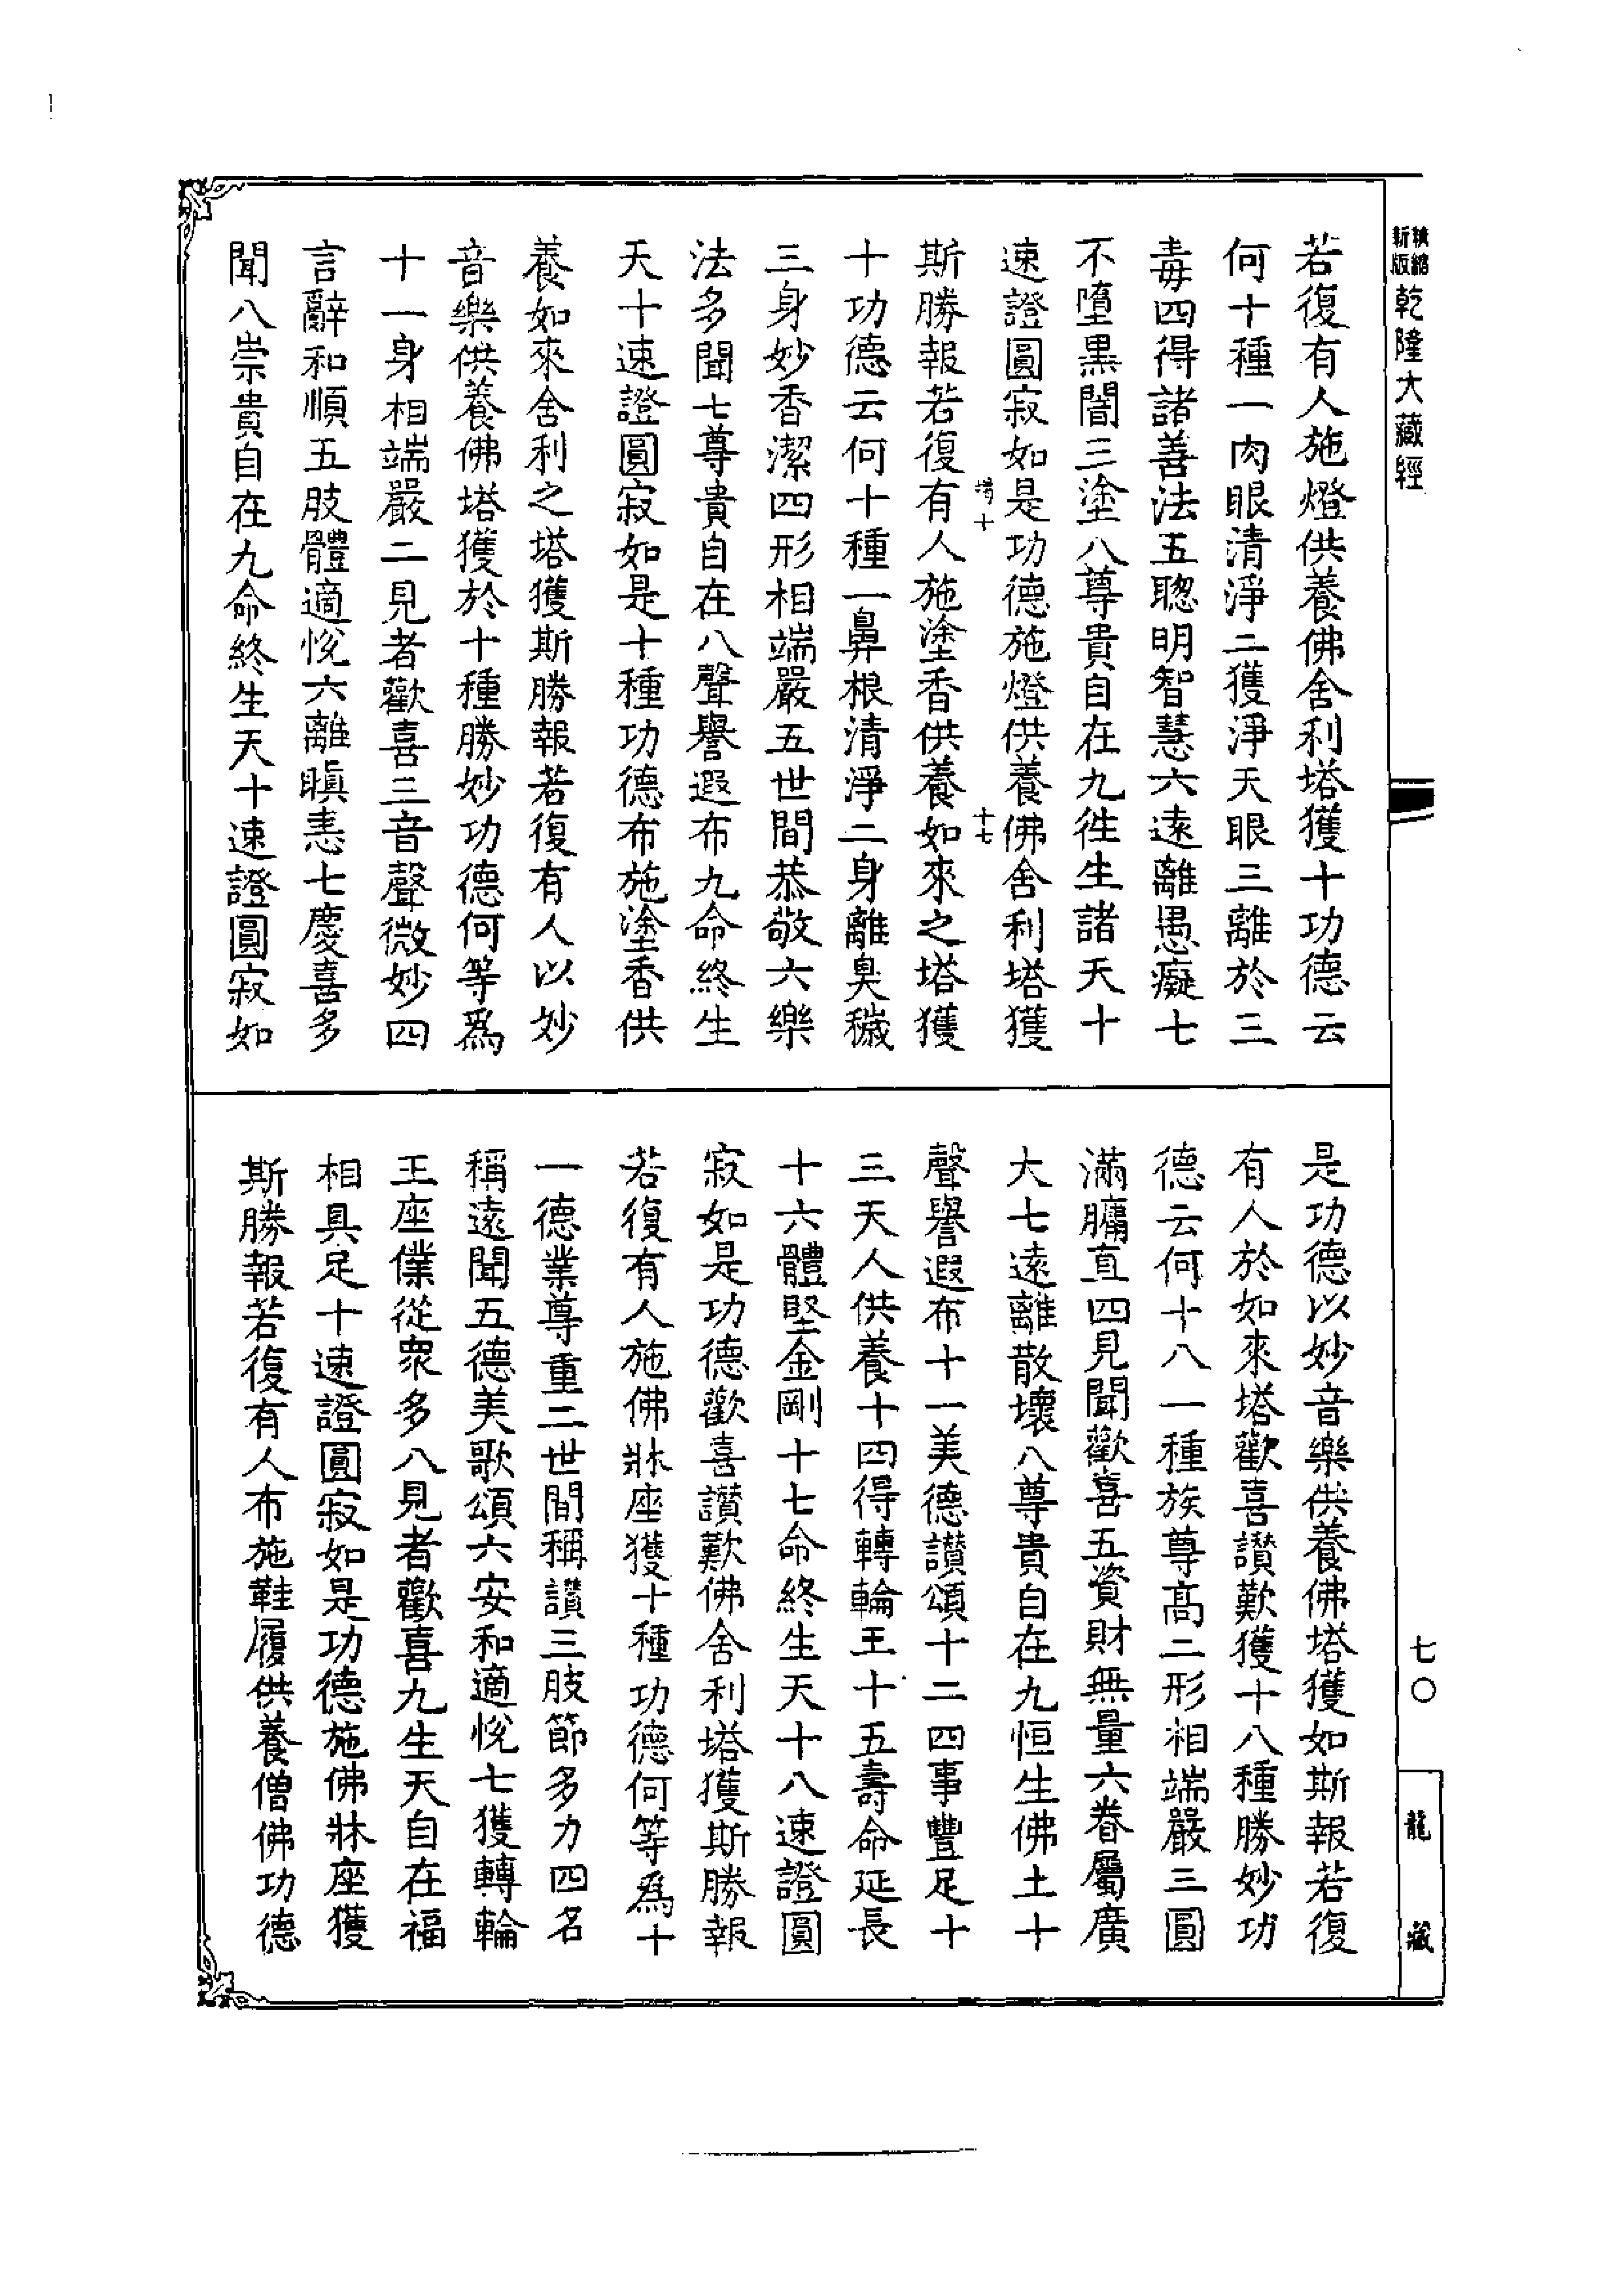 新縮
版
乾隆大藏經
若復有人施燈供養佛舍利塔獲十功德云
何十種一肉眼清淨二獲淨天眼三離於三
毒四得諸善法五聰明智慧六遠離愚癡七
不墮黑闇三塗八尊貴自在九徃生諸天十
速證圓寂如是功德施燈供養佛舍利塔獲
十
十七
斯勝報若復有人施塗香供養如來之塔獲
十功德云何十種一鼻根清淨二身離臭穢
三身妙香潔四形相端嚴五世間恭敬六樂
法多聞七尊貴自在八聲譽遐布九命終生
天十速證圓寂如是十種功德布施塗香供
養如來舍利之塔獲斯勝報若復有人以妙
音樂供養佛塔獲於十種勝妙功德何等爲
十一身相端嚴二見者歡喜三音聲微妙四
言辭和順五肢體適悅六離瞋恚七慶喜多
聞八崇貴自在九命終生天十速證圓寂如
是功德以妙音樂供養佛塔獲如斯報若復
有人於如來塔歡喜讚歎獲十八種勝妙功
德云何十八一種族尊高二形相端嚴三圓
滿𦟛直四見聞歡喜五資財無量六眷屬廣
大七遠離散壞八尊貴自在九恒生佛土十
聲譽遐布十一美德讚頌十二四事豐足十
三天人供養十四得轉輪王十五壽命延長
十六體堅金剛十七命終生天十八速證圓
寂如是功德歡喜讚歎佛舍利塔獲斯勝報
若復有人施佛牀座獲十種功德何等爲十
一德業尊重二世間稱讚三肢節多力四名
稱遠聞五德美歌頌六安和適悅七獲轉輪
王座僕從衆多八見者歡喜九生天自在福
相具足十速證圓寂如是功德施佛牀座獲
斯勝報若復有人布施鞋履供養僧佛功德
七〇
龍藏